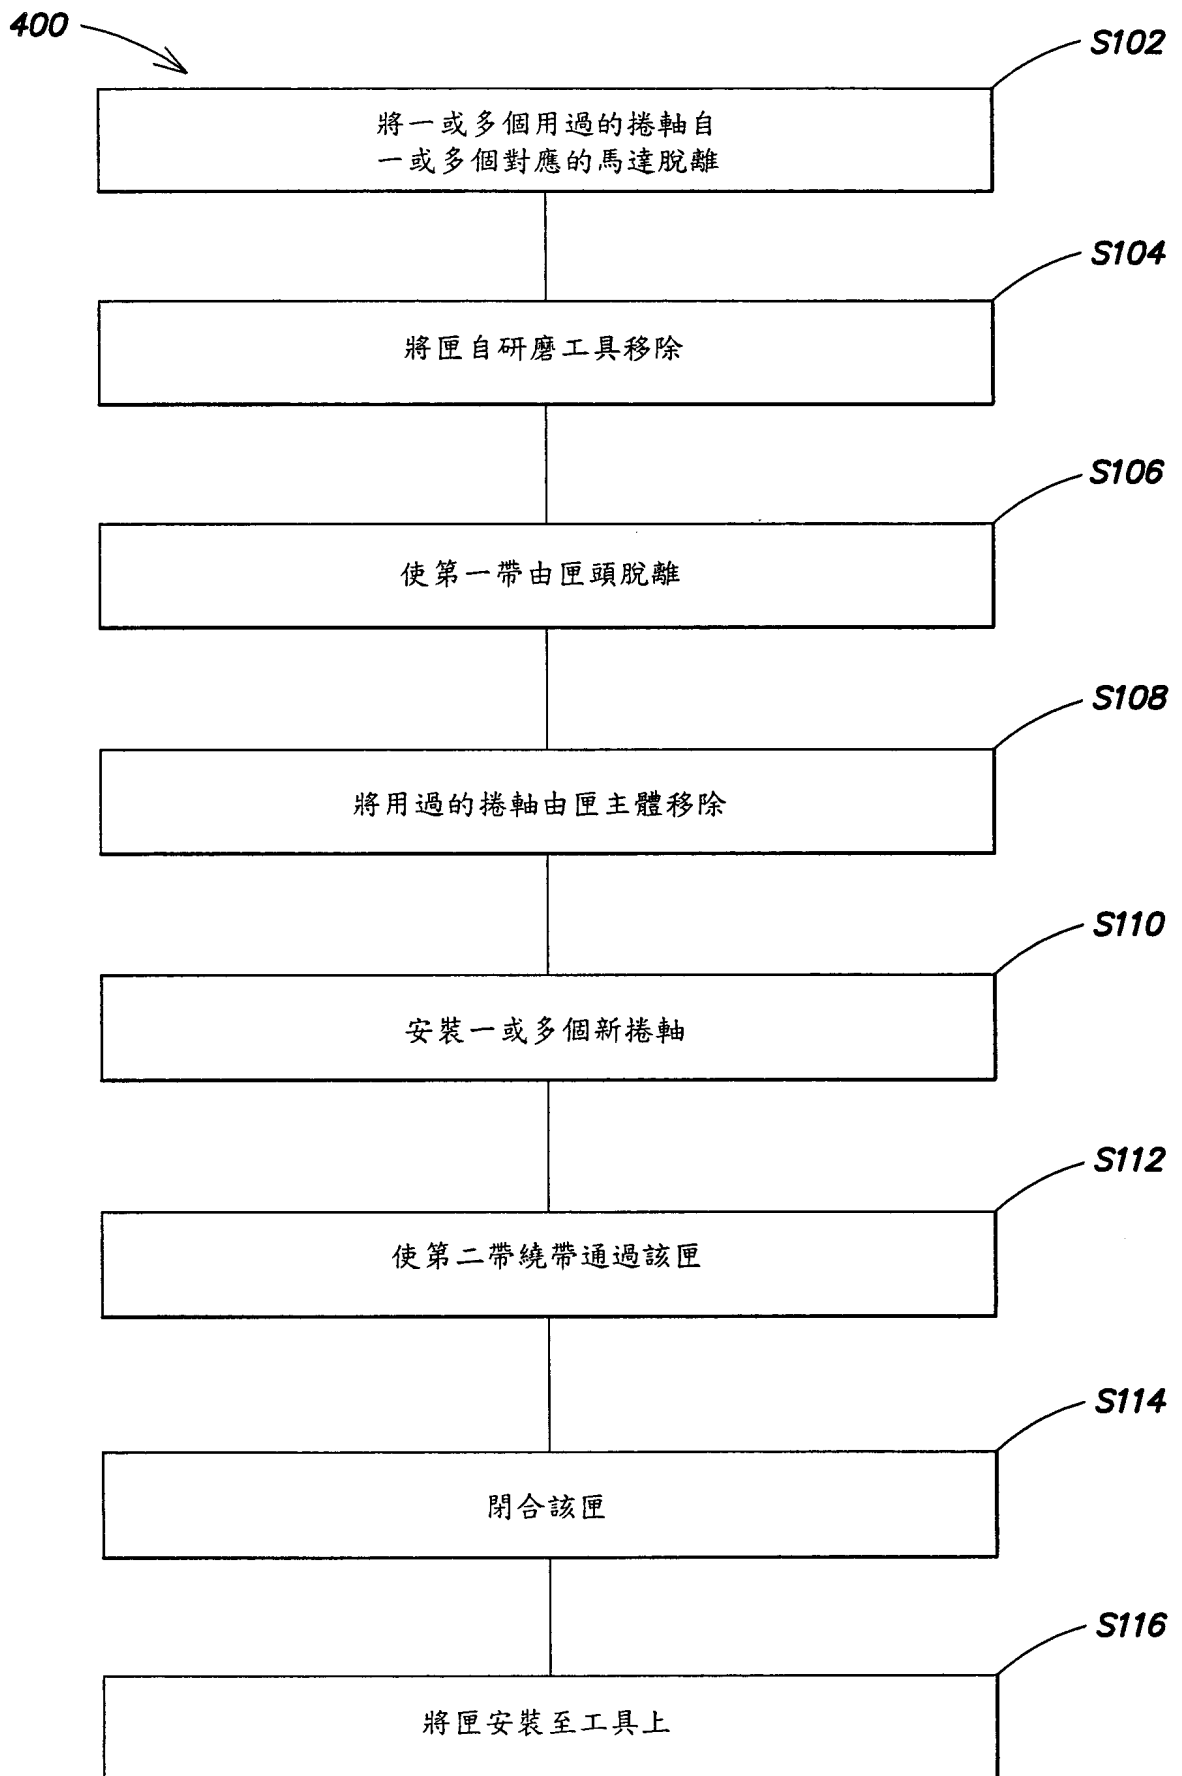 400
S102
將一或多個用過的捲軸自
一或多個對應的馬達脫離
S104
將匣自研磨工具移除
S106
使第一帶由匣頭脫離
S108
將用過的捲軸由匣主體移除
S110
安裝一或多個新捲軸
S112
使第二帶繞帶通過該匣
S114
閉合該匣
S116
將匣安裝至工具上